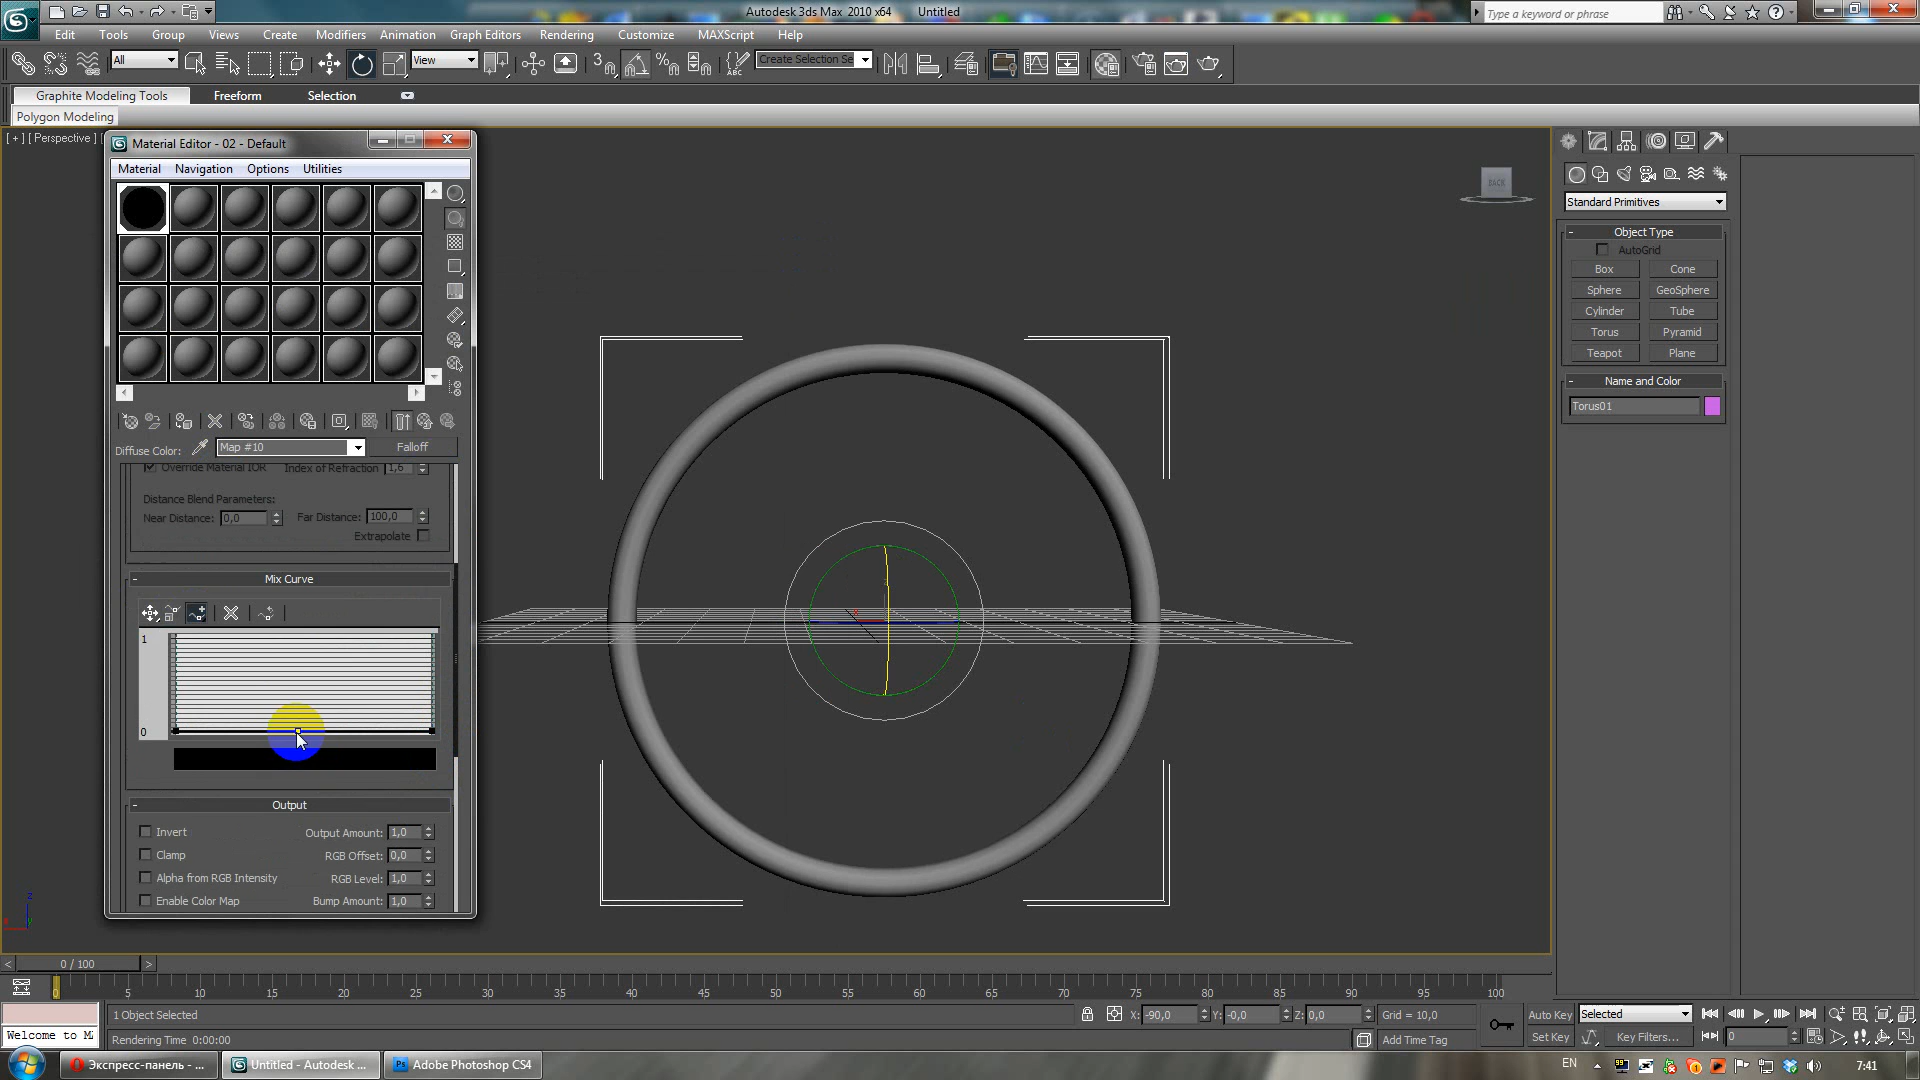 Autodesk 3ds Max 2010 x64 Untitled
Type a keyword or phrase
Edit Tools Group Views Create Modifiers Animation Graph Editors Rendering Customize MAXScript Help
All View Create Selection Se
Graphite Modeling Tools Freeform Selection
Polygon Modeling
[ + ] [ Perspective ] [
Material Editor - 02 - Default
Material Navigation Options Utilities
Diffuse Color: Map #10 Falloff
Override Material IOR Index of Refraction 1,6
Distance Blend Parameters:
Near Distance: 0,0 Far Distance: 100,0
Extrapolate
Mix Curve
1
0
Output
Invert Output Amount: 1,0
Clamp RGB Offset: 0,0
Alpha from RGB Intensity RGB Level: 1,0
Enable Color Map Bump Amount: 1,0
BACK
Standard Primitives
Object Type
AutoGrid
Box Cone
Sphere GeoSphere
Cylinder Tube
Torus Pyramid
Teapot Plane
Name and Color
Torus01
0 / 100
0 5 10 15 20 25 30 35 40 45 50 55 60 65 70 75 80 85 90 95 100
1 Object Selected X: -90,0 Y: -0,0 Z: 0,0 Grid = 10,0 Auto Key Selected
Welcome to M
Rendering Time 0:00:00 Add Time Tag Set Key Key Filters... 0
Экспресс-панель - ... Untitled - Autodesk ... Adobe Photoshop CS4 EN 7:41